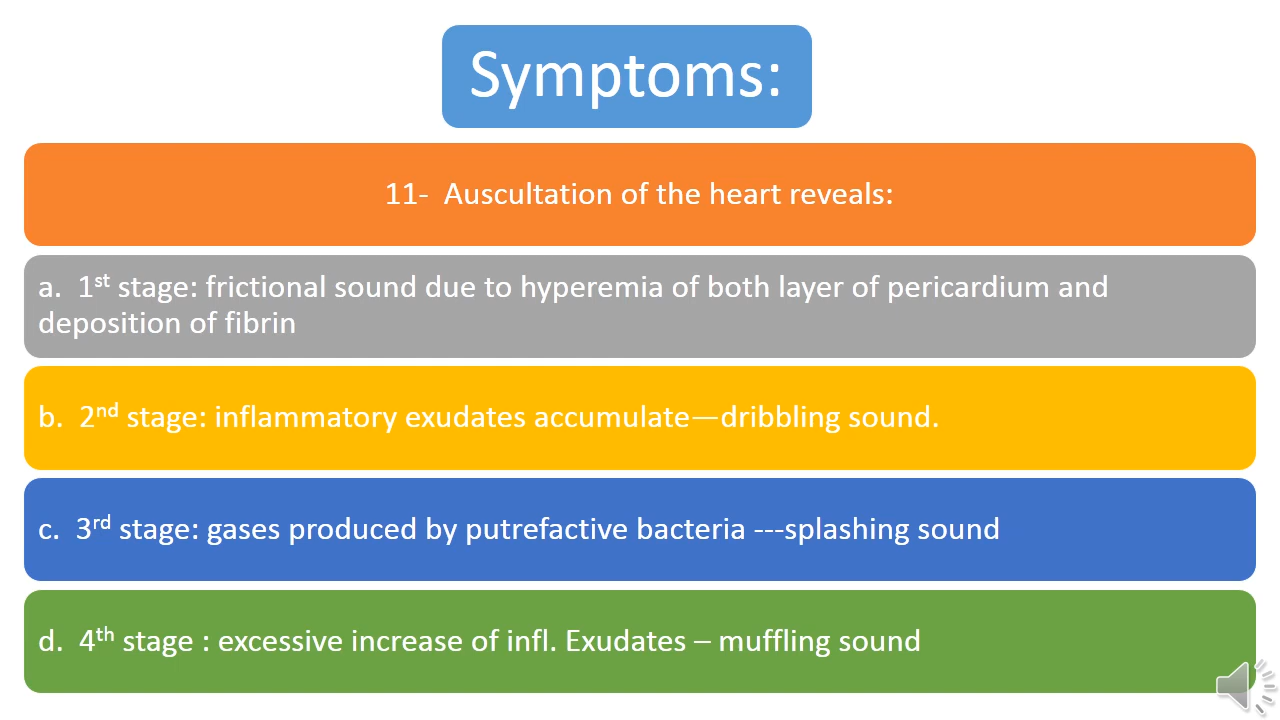 Symptoms:
11-  Auscultation of the heart reveals:
a.  1st stage: frictional sound due to hyperemia of both layer of pericardium and
deposition of fibrin
b.  2nd stage: inflammatory exudates accumulate—dribbling sound.
c.  3rd stage: gases produced by putrefactive bacteria ---splashing sound
d.  4th stage : excessive increase of infl. Exudates – muffling sound